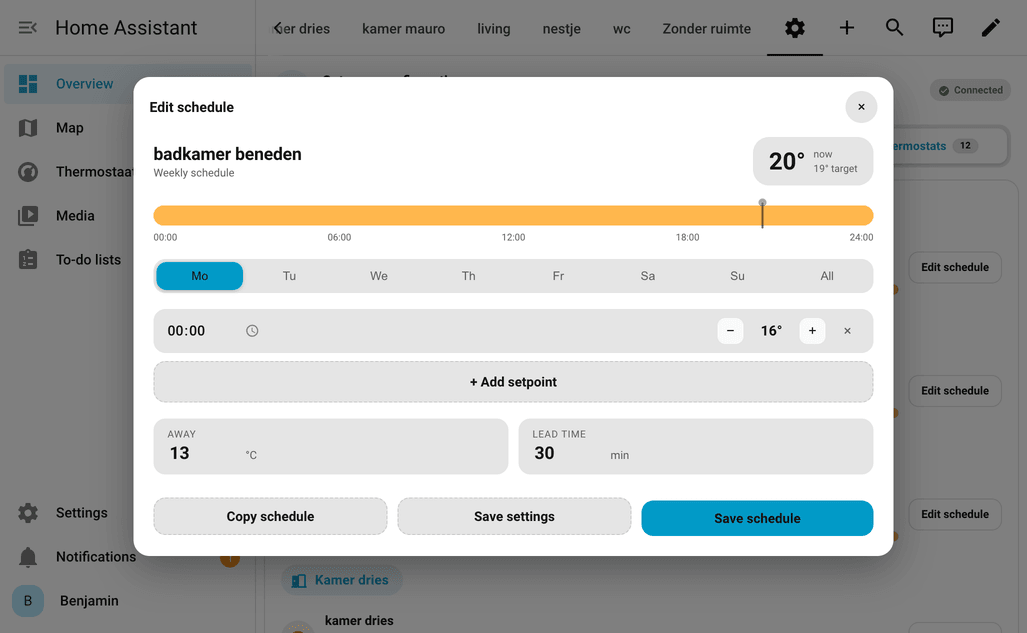 Home Assistant
er dries
kamer mauro
living
nestje
wc
Zonder ruimte
Overview
Map
Thermostaat
Media
To-do lists
Settings
Notifications
B
Benjamin
Connected
ermostats 12
Edit schedule
×
badkamer beneden
Weekly schedule
20° now
19° target
00:00 06:00 12:00 18:00 24:00
Mo Tu We Th Fr Sa Su All
00:00 − 16° + ×
+ Add setpoint
AWAY
13 °C
LEAD TIME
30 min
Copy schedule
Save settings
Save schedule
Edit schedule
Edit schedule
Edit schedule
Kamer dries
kamer dries